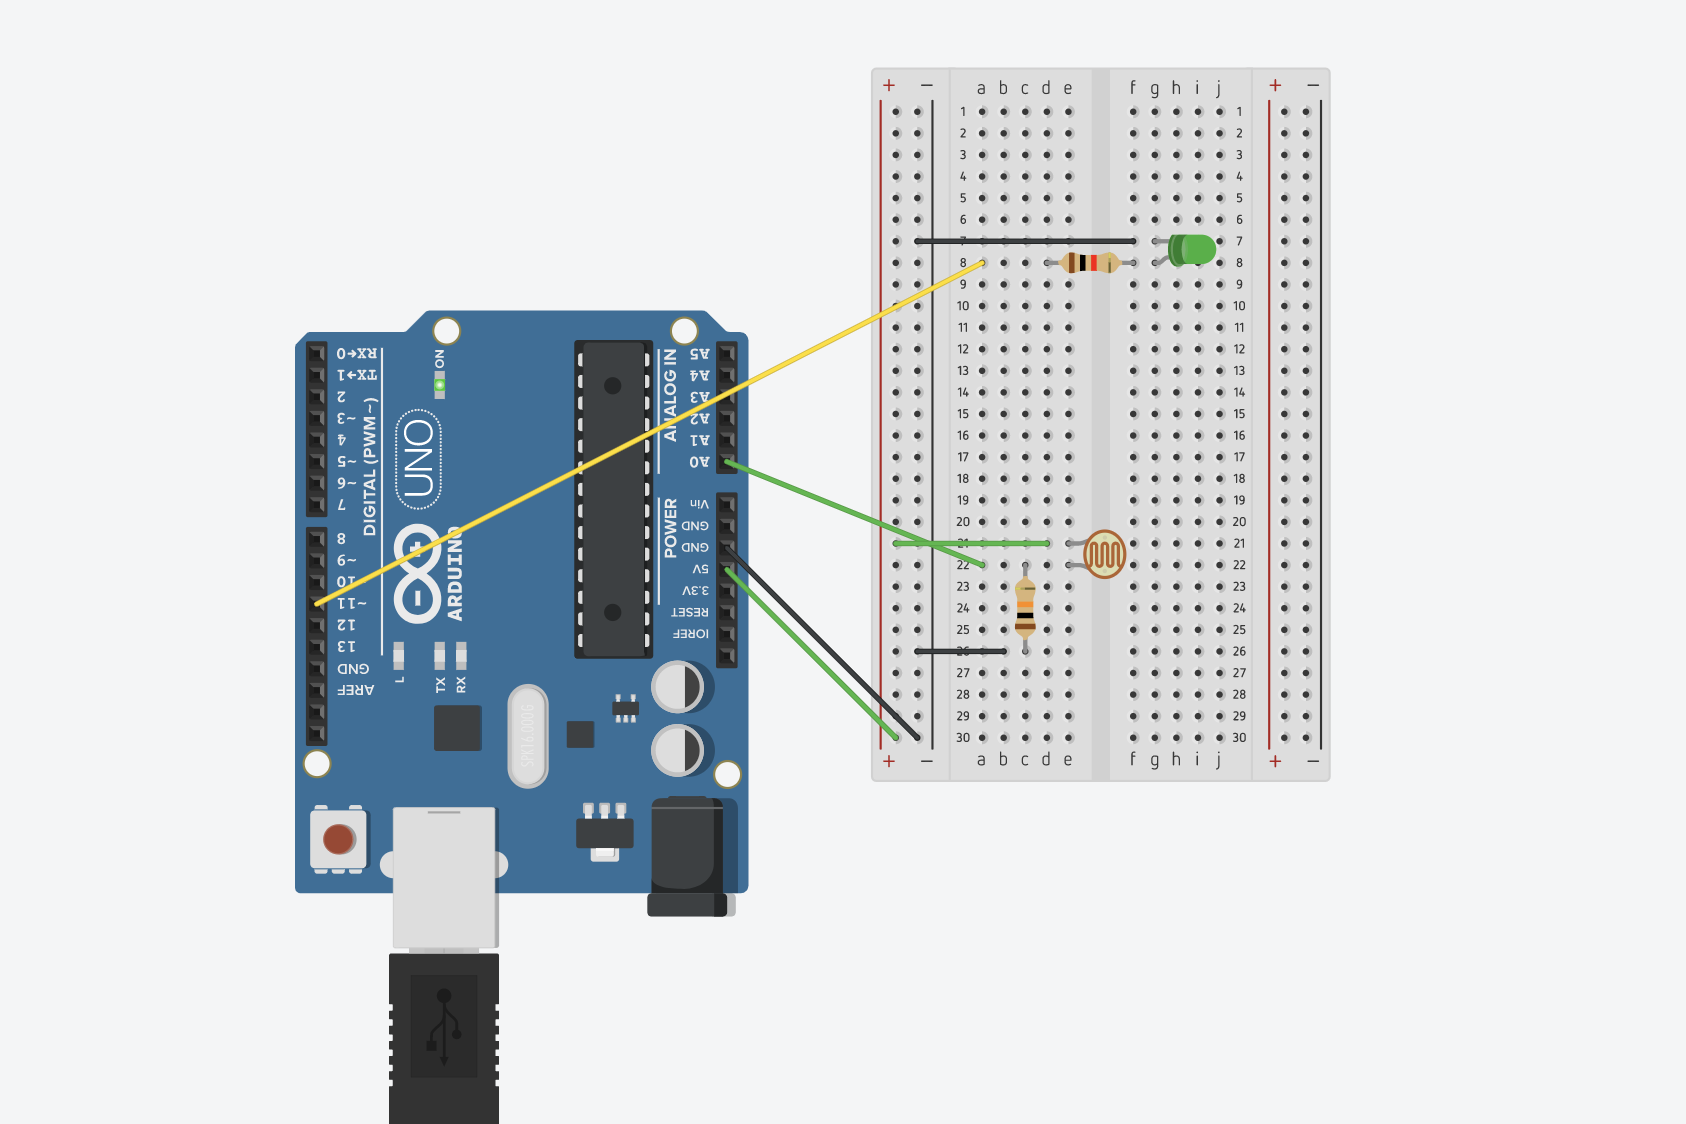 + − a b c d e f g h i j + −
1 1
2 2
3 3
4 4
5 5
6 6
7 7
8 8
9 9
10 10
11 11
12 12
13 13
14 14
15 15
16 16
17 17
18 18
19 19
20 20
21 21
22 22
23 23
24 24
25 25
26 26
27 27
28 28
29 29
30 30
+ − a b c d e f g h i j + −
RX→0
TX→1
2
~3
4
~5
~6
7
8
~9
~10
~11
12
13
GND
AREF
DIGITAL (PWM~)
ON
UNO
ARDUINO
L
TX
RX
SPK16.000G
ANALOG IN
A5
A4
A3
A2
A1
A0
POWER
Vin
GND
GND
5V
3.3V
RESET
IOREF